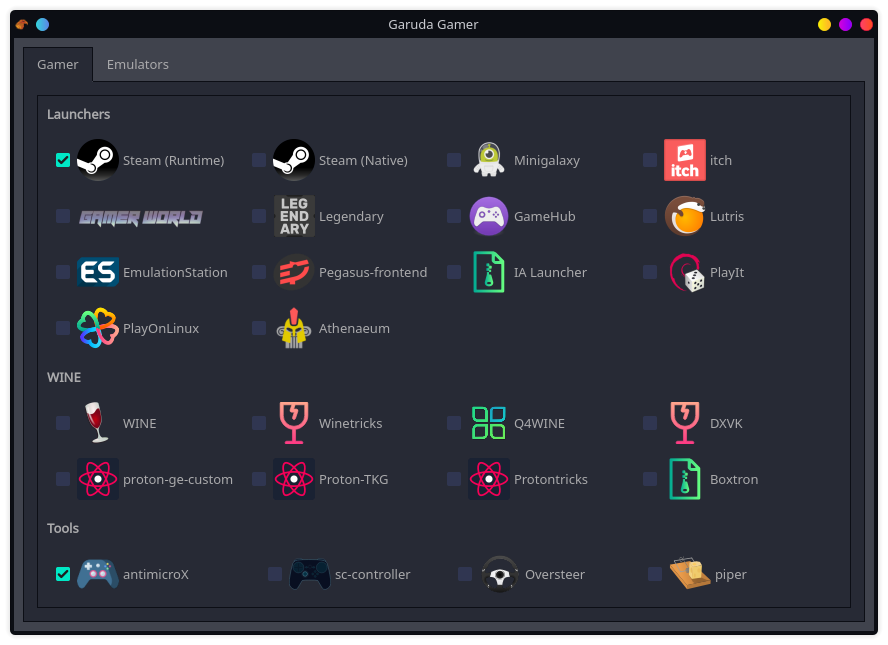 Garuda Gamer
Gamer Emulators
Launchers
Steam (Runtime) Steam (Native) Minigalaxy itch itch
GAMER WORLD LEG END ARY Legendary GameHub Lutris
ES EmulationStation Pegasus-frontend IA Launcher PlayIt
PlayOnLinux Athenaeum
WINE
WINE Winetricks Q4WINE DXVK
proton-ge-custom Proton-TKG Protontricks Boxtron
Tools
antimicroX sc-controller Oversteer piper